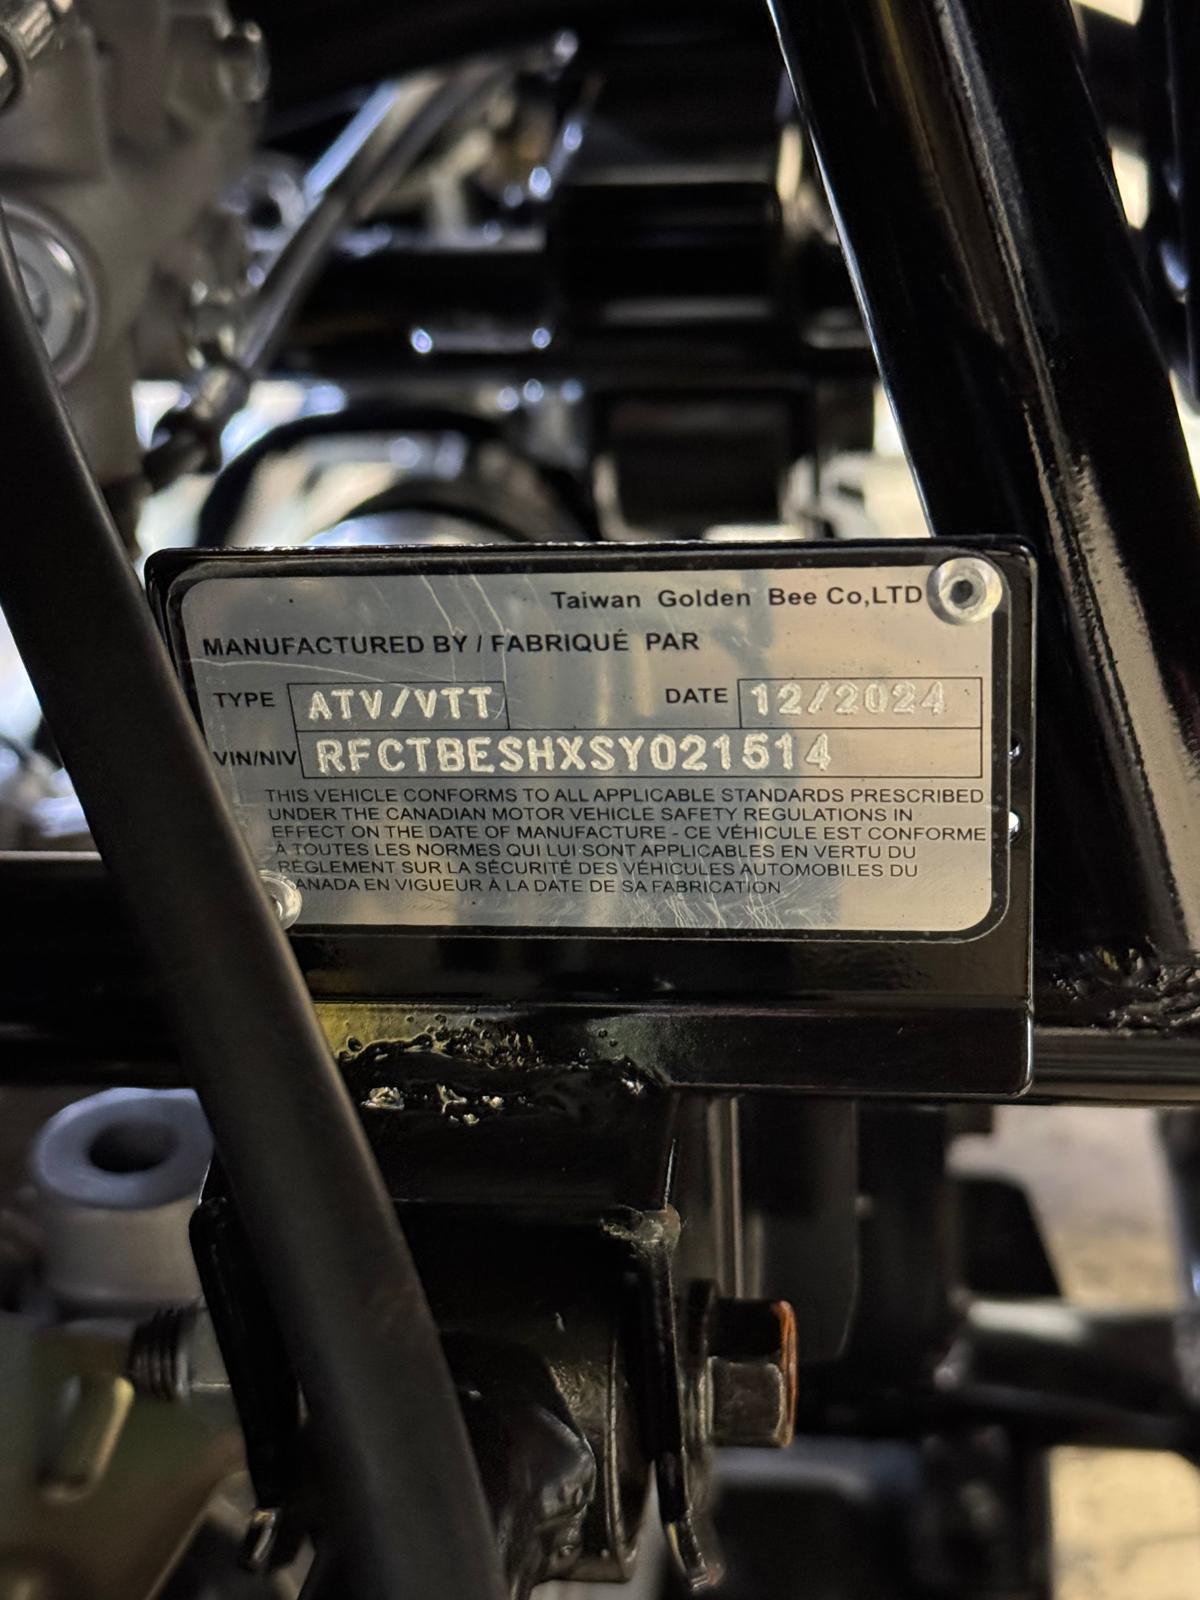 Taiwan Golden Bee Co,LTD
MANUFACTURED BY / FABRIQUÉ PAR
TYPE ATV/VTT DATE 12/2024
VIN/NIV RFCTBESHXSY021514
THIS VEHICLE CONFORMS TO ALL APPLICABLE STANDARDS PRESCRIBED
UNDER THE CANADIAN MOTOR VEHICLE SAFETY REGULATIONS IN
EFFECT ON THE DATE OF MANUFACTURE - CE VÉHICULE EST CONFORME
À TOUTES LES NORMES QUI LUI SONT APPLICABLES EN VERTU DU
RÈGLEMENT SUR LA SÉCURITÉ DES VÉHICULES AUTOMOBILES DU
ANADA EN VIGUEUR À LA DATE DE SA FABRICATION